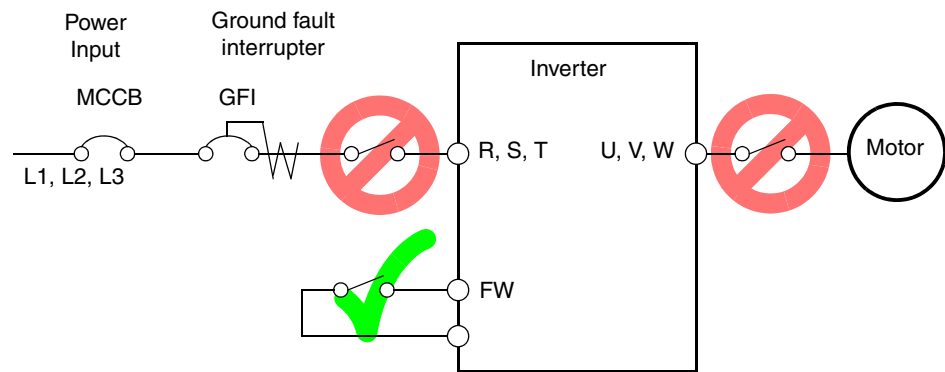 Power
Input
Ground fault
interrupter
MCCB
GFI
L1, L2, L3
Inverter
R, S, T
U, V, W
Motor
FW